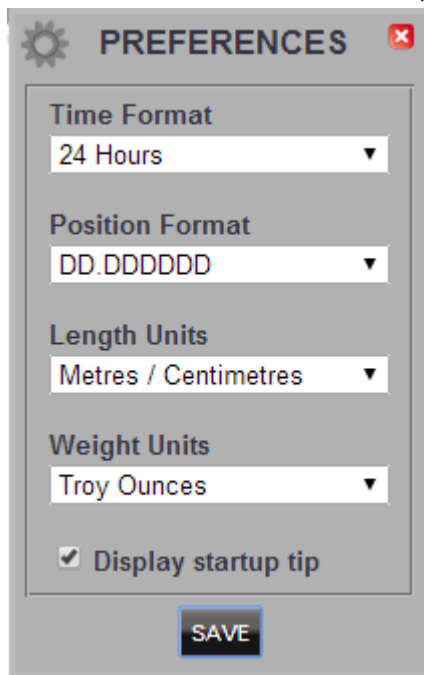 PREFERENCES
Time Format
24 Hours
Position Format
DD.DDDDDD
Length Units
Metres / Centimetres
Weight Units
Troy Ounces
Display startup tip
SAVE